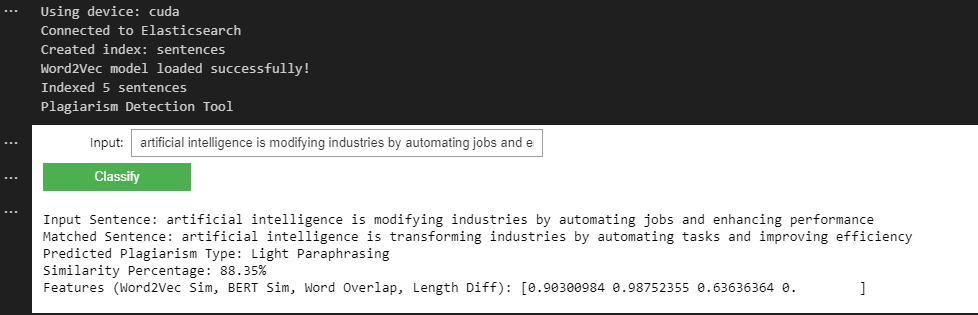 Using device: cuda
Connected to Elasticsearch
Created index: sentences
Word2Vec model loaded successfully!
Indexed 5 sentences
Plagiarism Detection Tool
Input: artificial intelligence is modifying industries by automating jobs and e
Classify
Input Sentence: artificial intelligence is modifying industries by automating jobs and enhancing performance
Matched Sentence: artificial intelligence is transforming industries by automating tasks and improving efficiency
Predicted Plagiarism Type: Light Paraphrasing
Similarity Percentage: 88.35%
Features (Word2Vec Sim, BERT Sim, Word Overlap, Length Diff): [0.90300984 0.98752355 0.63636364 0.        ]